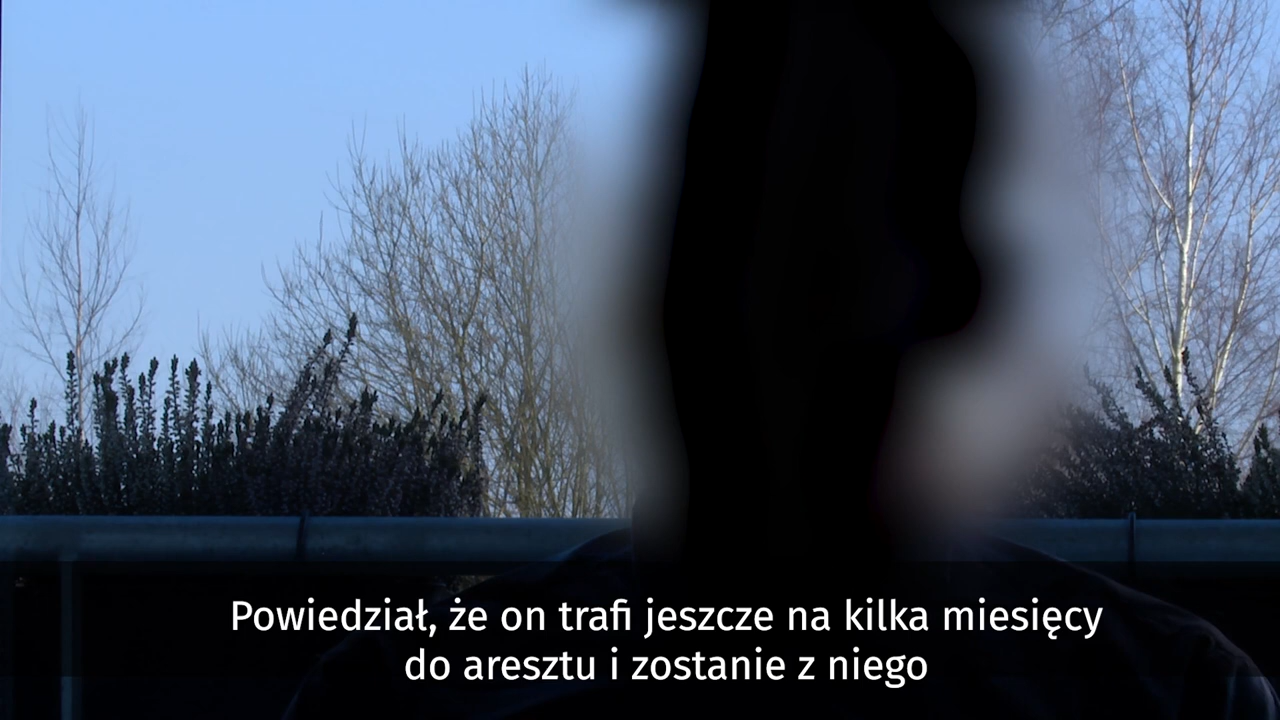 Powiedział, że on trafi jeszcze na kilka miesięcy
do aresztu i zostanie z niego